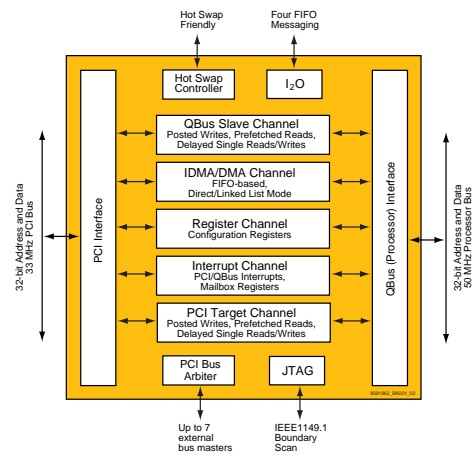 Hot Swap
Friendly
Four FIFO
Messaging
Hot Swap
Controller
I₂O
32-bit Address and Data
33 MHz PCI Bus
PCI Interface
QBus Slave Channel
Posted Writes, Prefetched Reads,
Delayed Single Reads/Writes
IDMA/DMA Channel
FIFO-based,
Direct/Linked List Mode
Register Channel
Configuration Registers
Interrupt Channel
PCI/QBus Interrupts,
Mailbox Registers
PCI Target Channel
Posted Writes, Prefetched Reads,
Delayed Single Reads/Writes
QBus (Processor) Interface
32-bit Address and Data
50 MHz Processor Bus
PCI Bus
Arbiter
JTAG
Up to 7
external
bus masters
IEEE1149.1
Boundary
Scan